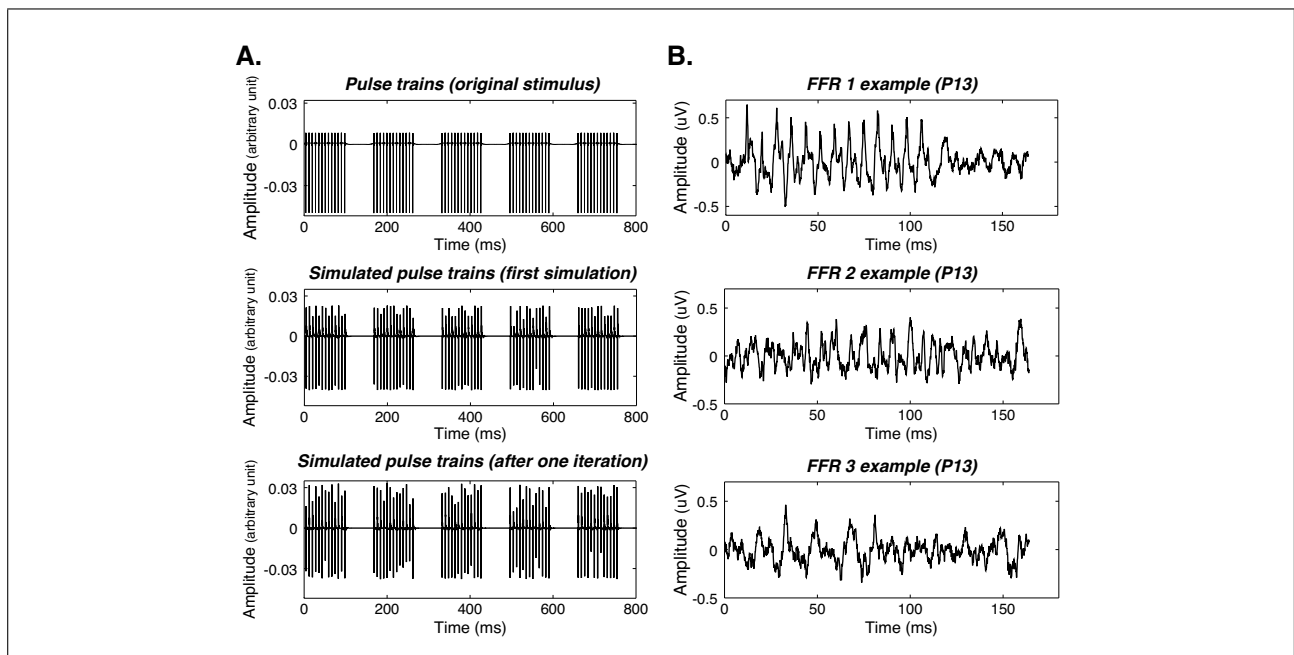 A.
Pulse trains (original stimulus)
Amplitude (arbitrary unit)
0.03
0
-0.03
0 200 400 600 800
Time (ms)
Simulated pulse trains (first simulation)
Amplitude (arbitrary unit)
0.03
0
-0.03
0 200 400 600 800
Time (ms)
Simulated pulse trains (after one iteration)
Amplitude (arbitrary unit)
0.03
0
-0.03
0 200 400 600 800
Time (ms)
B.
FFR 1 example (P13)
Amplitude (uV)
0.5
0
-0.5
0 50 100 150
Time (ms)
FFR 2 example (P13)
Amplitude (uV)
0.5
0
-0.5
0 50 100 150
Time (ms)
FFR 3 example (P13)
Amplitude (uV)
0.5
0
-0.5
0 50 100 150
Time (ms)